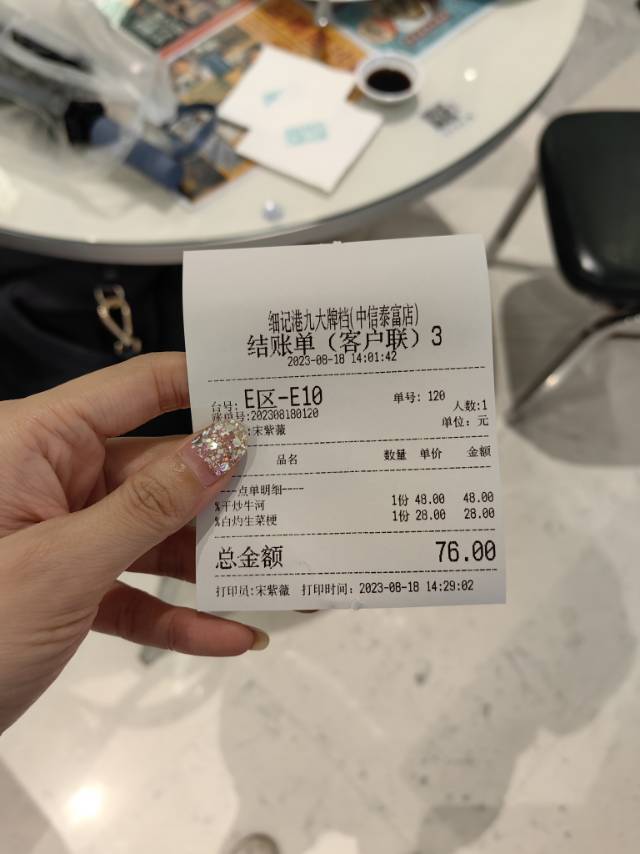 细记港九大牌档(中信泰富店)
结账单（客户联）3
2023-08-18 14:01:42
台号: E区-E10 单号: 120
账单号:202308180120 人数:1
:宋紫薇 单位: 元
品名 数量 单价 金额
----点单明细-----
%干炒牛河 1份 48.00 48.00
%白灼生菜梗 1份 28.00 28.00
总金额 76.00
打印员:宋紫薇 打印时间: 2023-08-18 14:29:02